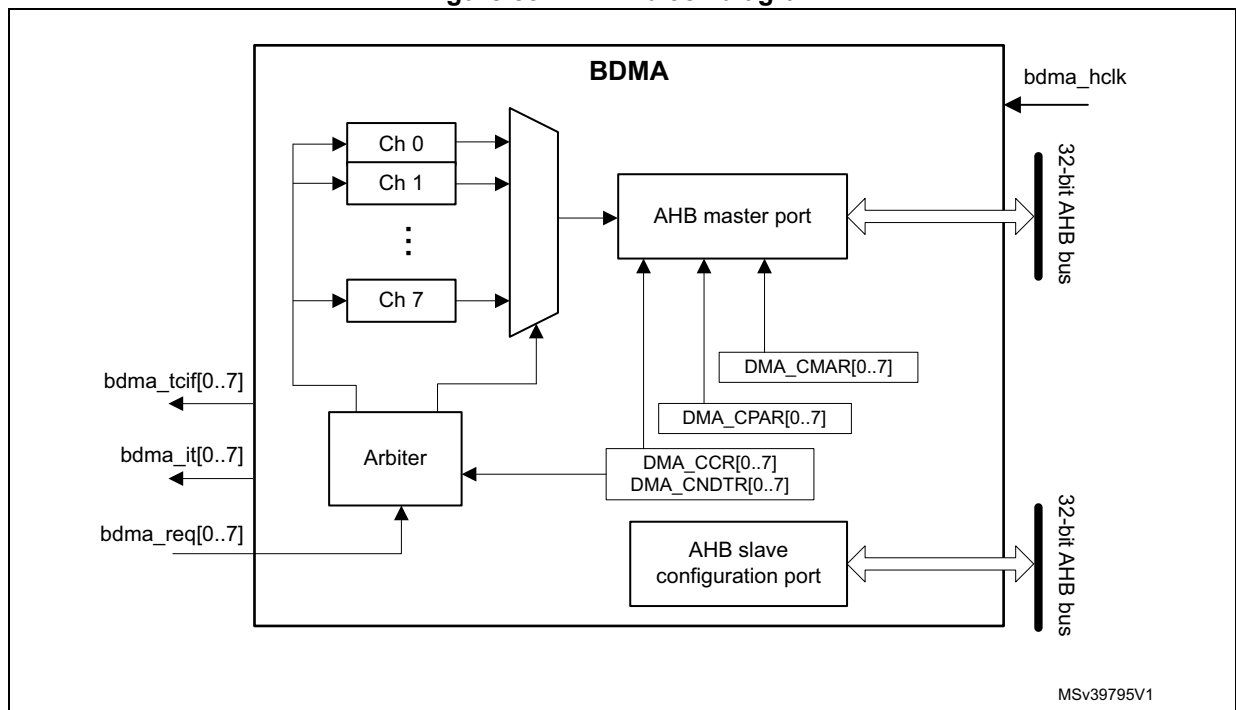 BDMA
bdma_hclk
Ch 0
Ch 1
Ch 7
AHB master port
32-bit AHB bus
DMA_CMAR[0..7]
DMA_CPAR[0..7]
DMA_CCR[0..7]
DMA_CNDTR[0..7]
bdma_tcif[0..7]
bdma_it[0..7]
bdma_req[0..7]
Arbiter
AHB slave
configuration port
32-bit AHB bus
MSv39795V1